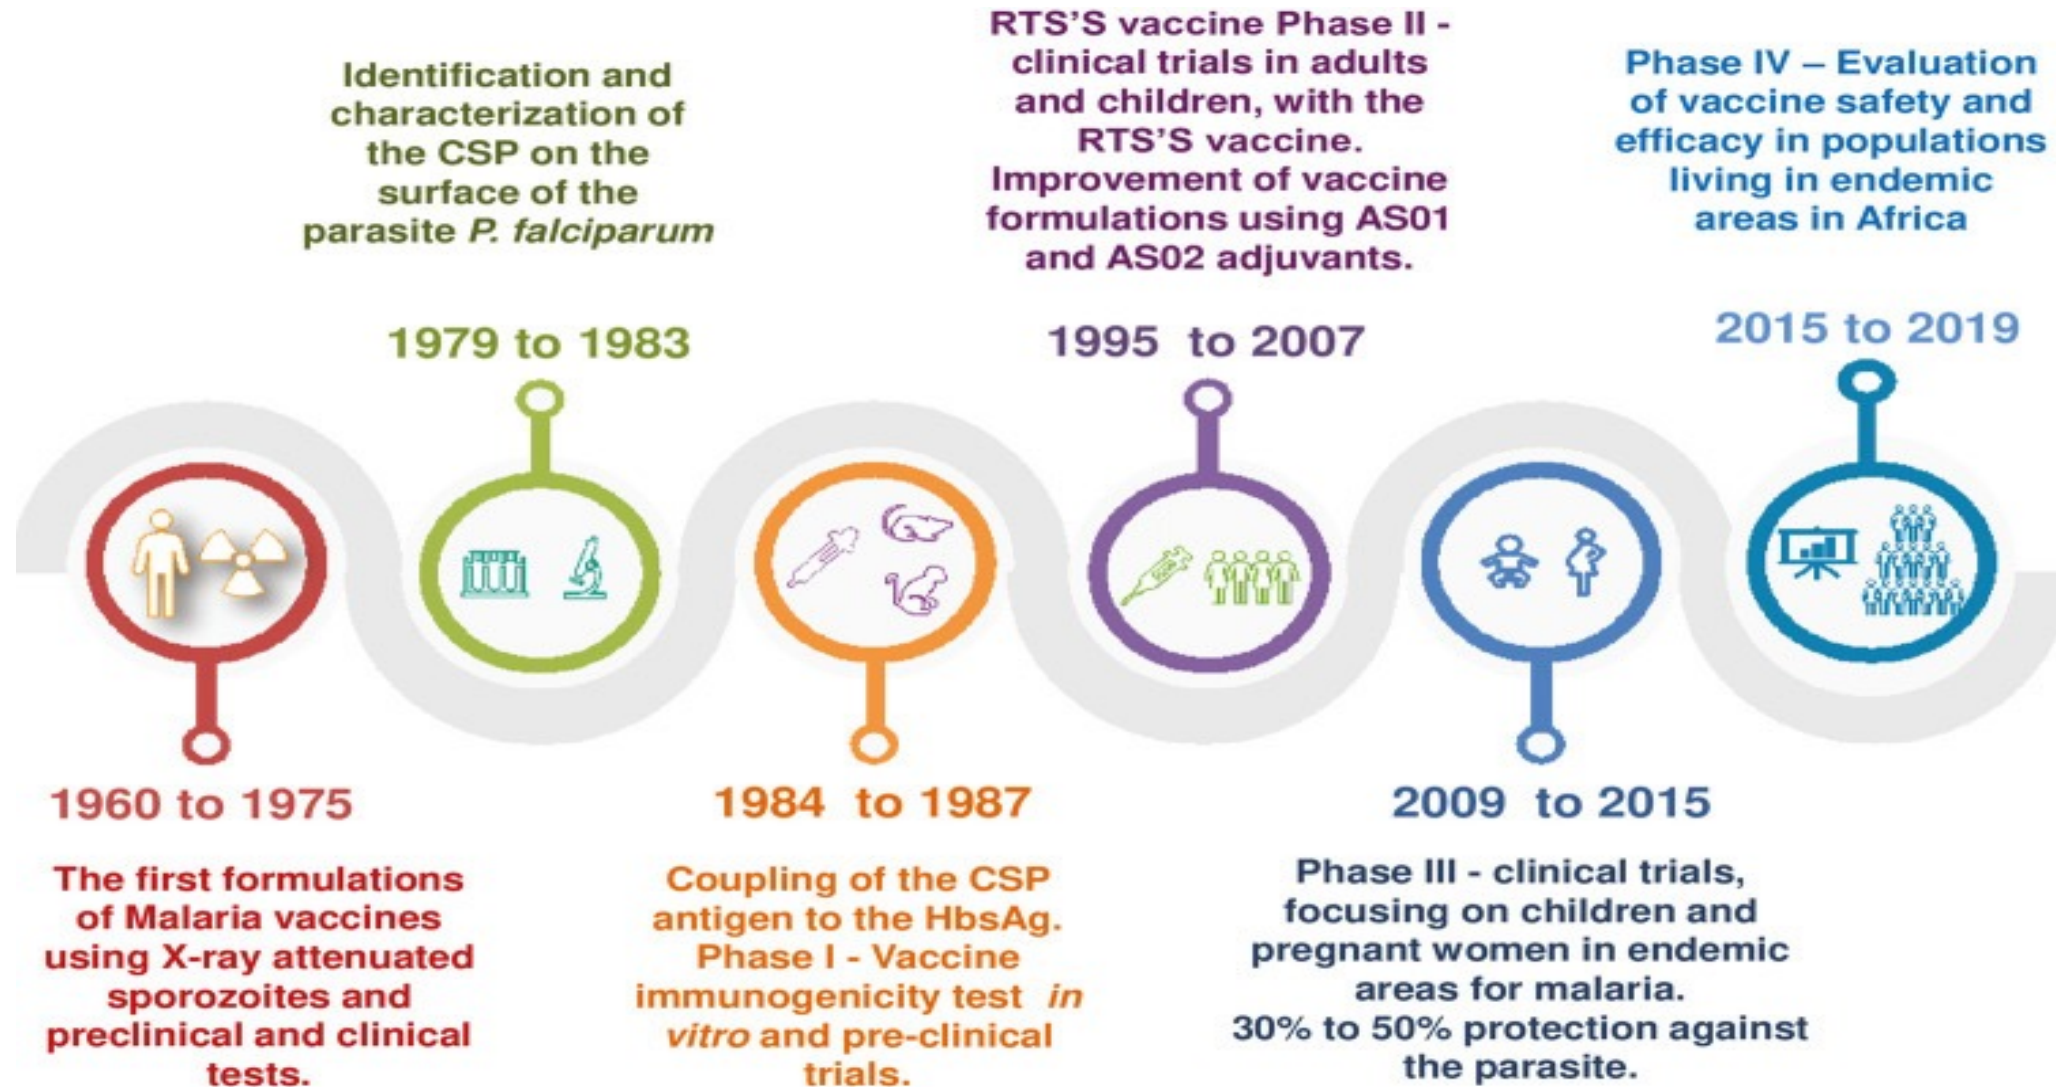 Identification and
characterization of
the CSP on the
surface of the
parasite P. falciparum
1979 to 1983
RTS'S vaccine Phase II -
clinical trials in adults
and children, with the
RTS'S vaccine.
Improvement of vaccine
formulations using AS01
and AS02 adjuvants.
1995 to 2007
Phase IV – Evaluation
of vaccine safety and
efficacy in populations
living in endemic
areas in Africa
2015 to 2019
1960 to 1975
The first formulations
of Malaria vaccines
using X-ray attenuated
sporozoites and
preclinical and clinical
tests.
1984 to 1987
Coupling of the CSP
antigen to the HbsAg.
Phase I - Vaccine
immunogenicity test in
vitro and pre-clinical
trials.
2009 to 2015
Phase III - clinical trials,
focusing on children and
pregnant women in endemic
areas for malaria.
30% to 50% protection against
the parasite.